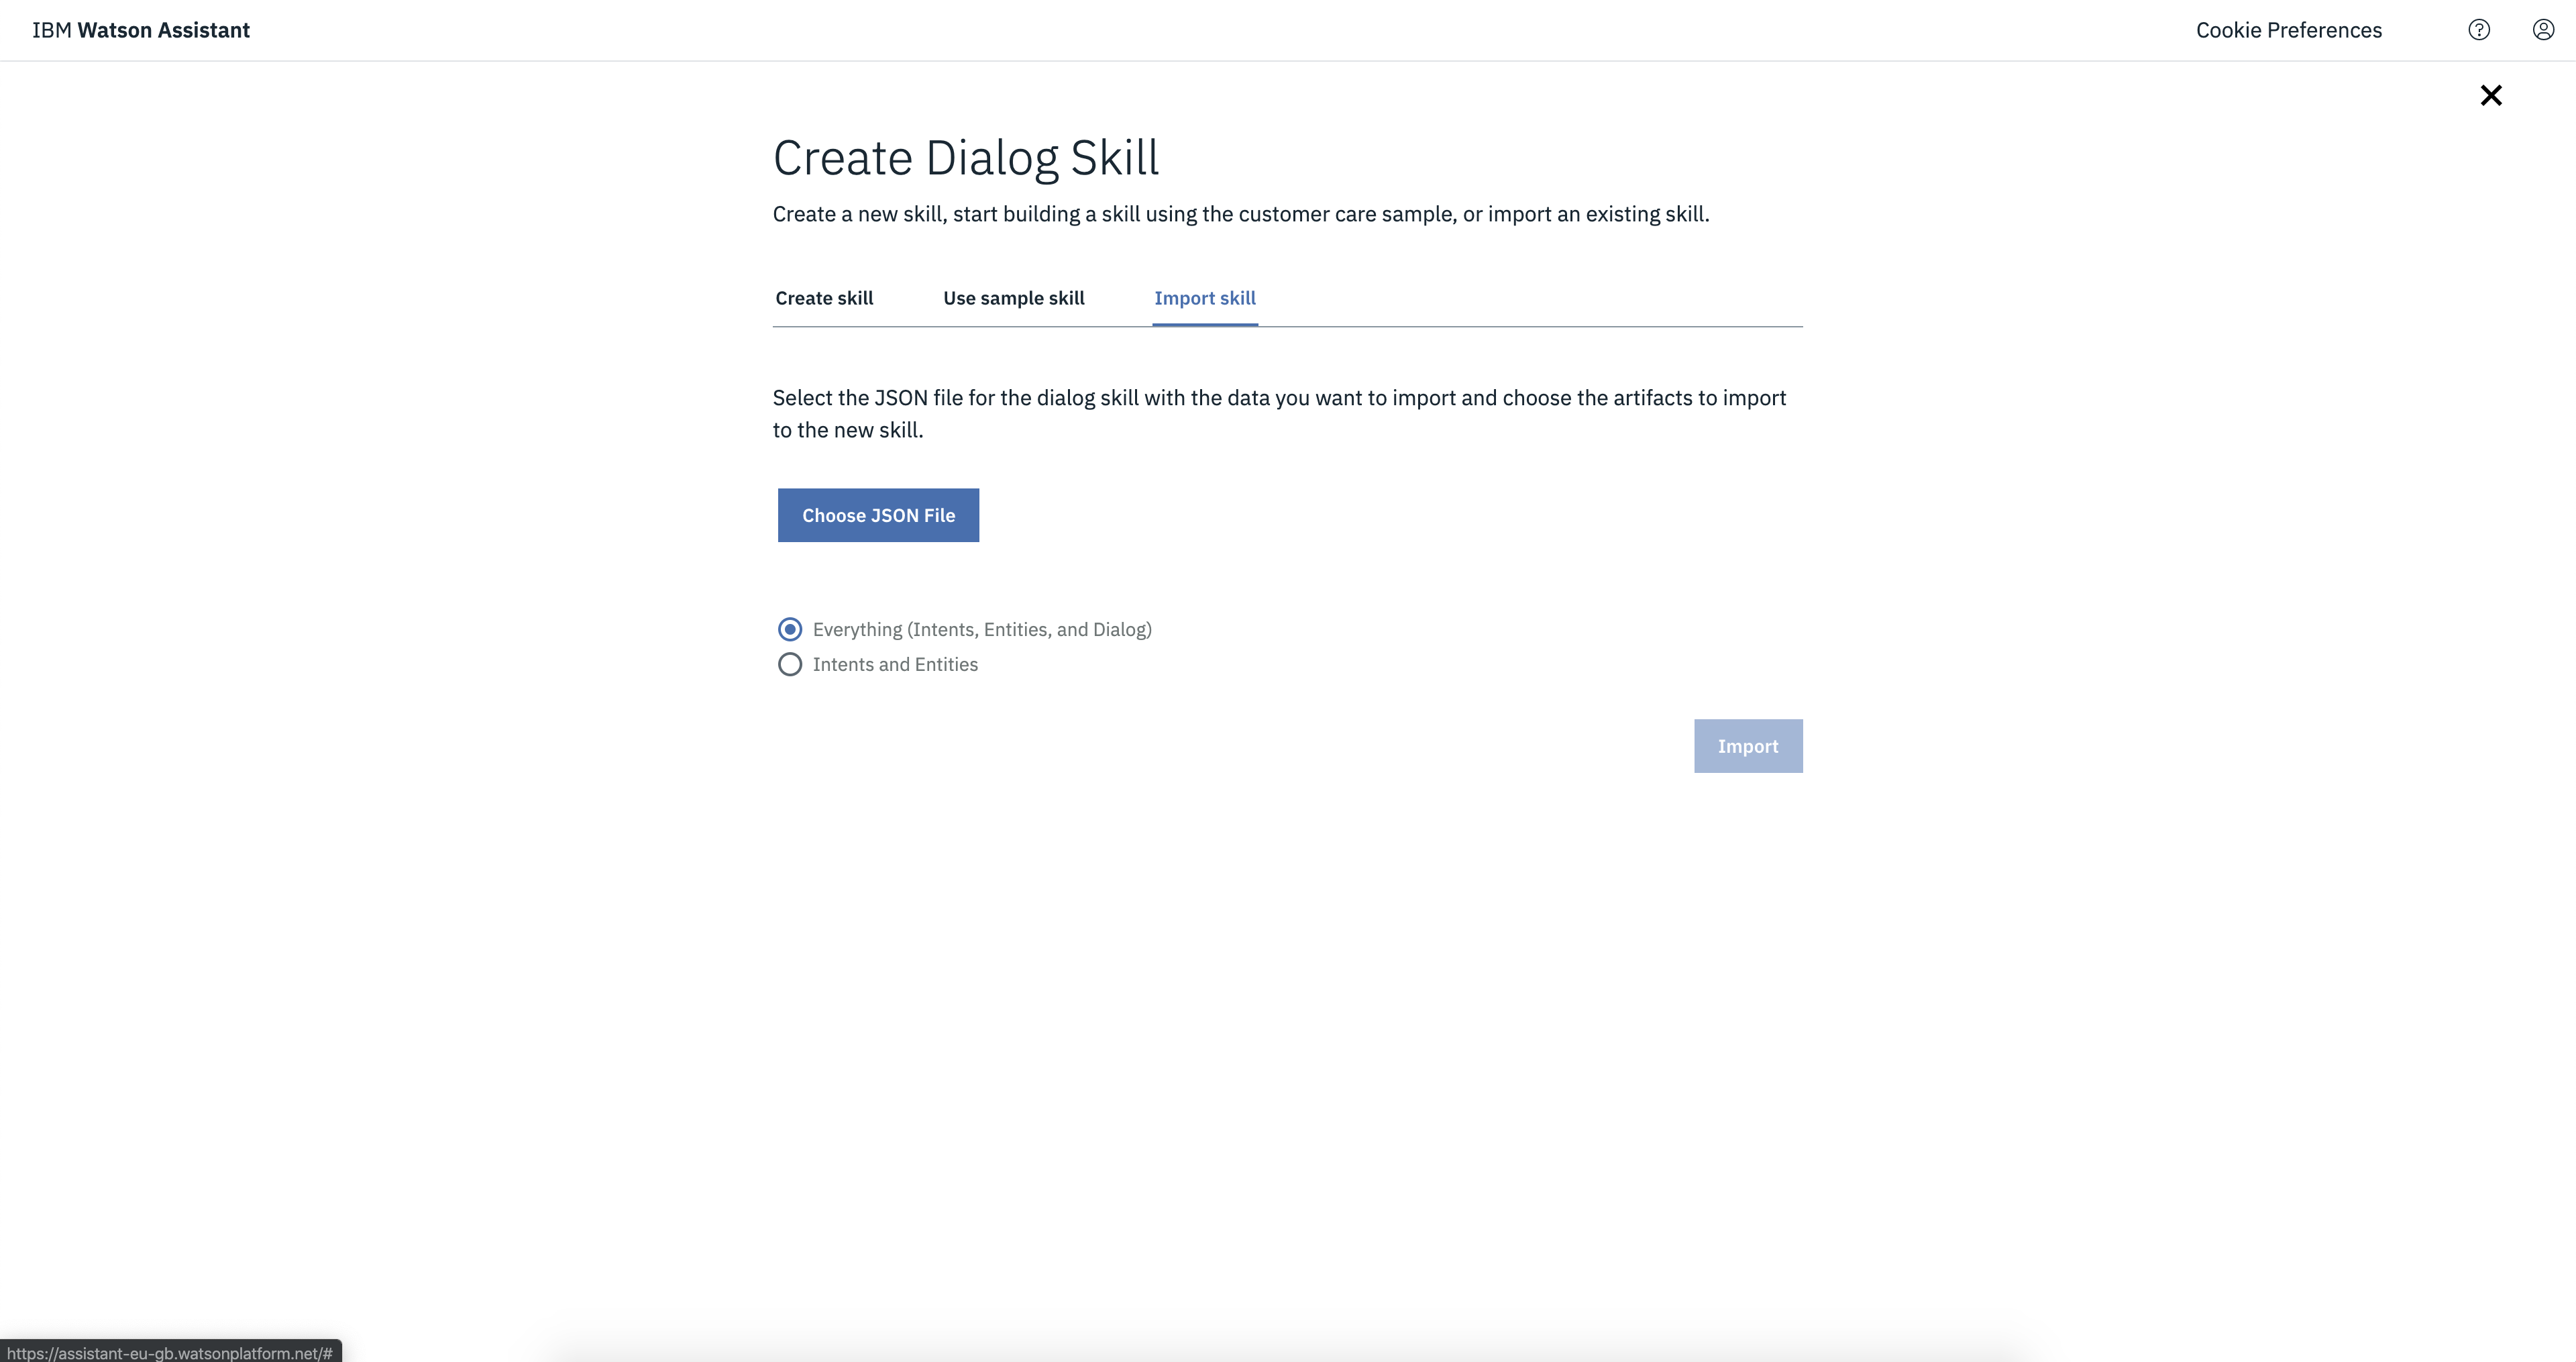 IBM Watson Assistant
Cookie Preferences
Create Dialog Skill
Create a new skill, start building a skill using the customer care sample, or import an existing skill.
Create skill
Use sample skill
Import skill
Select the JSON file for the dialog skill with the data you want to import and choose the artifacts to import
to the new skill.
Choose JSON File
Everything (Intents, Entities, and Dialog)
Intents and Entities
Import
https://assistant-eu-gb.watsonplatform.net/#